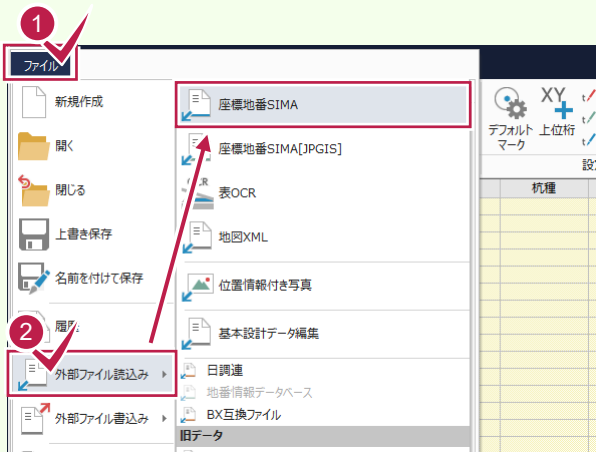 1
ファイル
新規作成
開く
閉じる
上書き保存
名前を付けて保存
2
履歴
外部ファイル読込み
外部ファイル書込み
座標地番SIMA
座標地番SIMA[JPGIS]
表OCR
地図XML
位置情報付き写真
基本設計データ編集
日調連
地番情報データベース
BX互換ファイル
旧データ
デフォルト
マーク
XY
上位桁
杭種